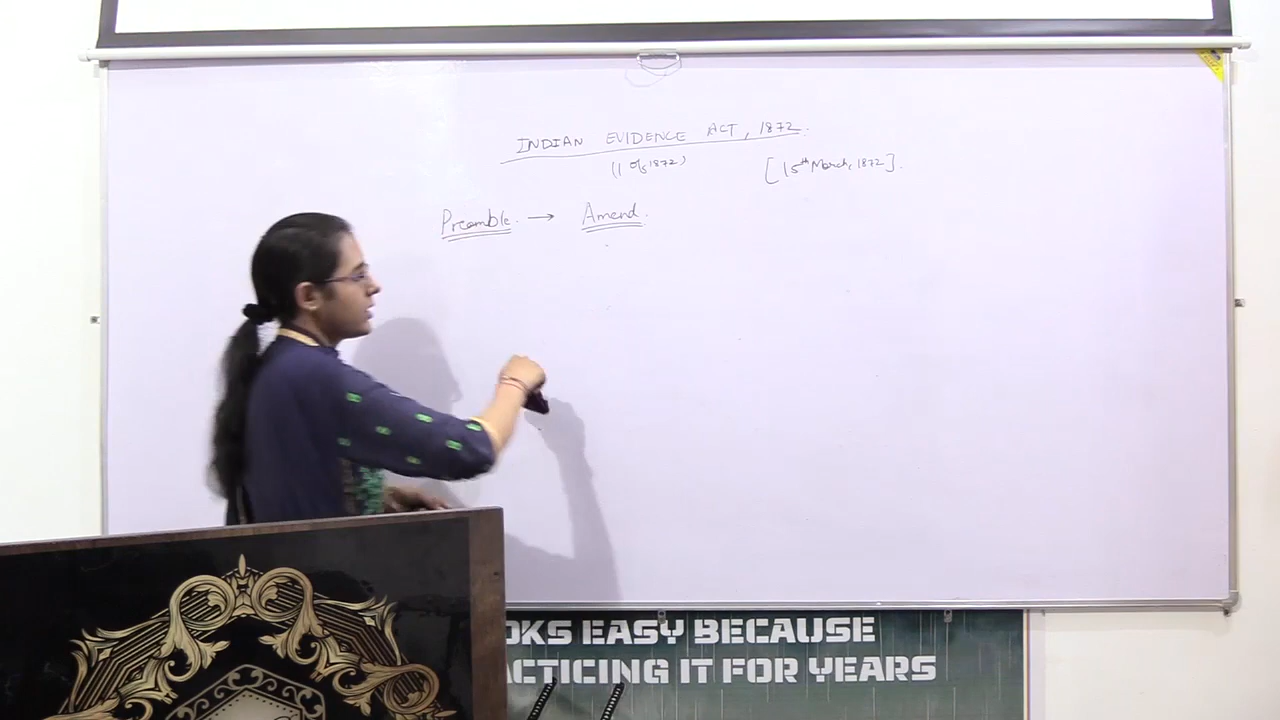 INDIAN EVIDENCE ACT, 1872.
(1 of 1872) [15th March, 1872].
Preamble. → Amend.
OKS EASY BECAUSE
ACTICING IT FOR YEARS